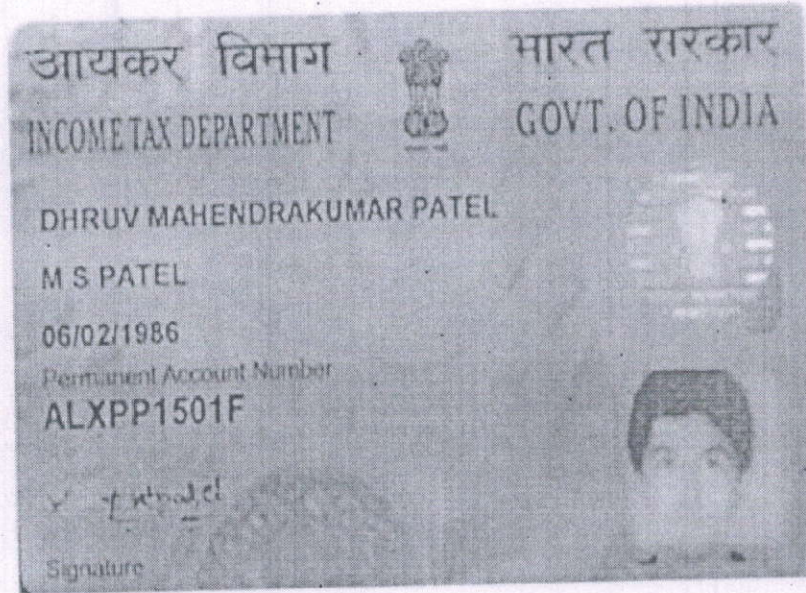 आयकर विभाग
भारत सरकार
INCOME TAX DEPARTMENT
GOVT. OF INDIA
DHRUV MAHENDRAKUMAR PATEL
M S PATEL
06/02/1986
Permanent Account Number
ALXPP1501F
Signature